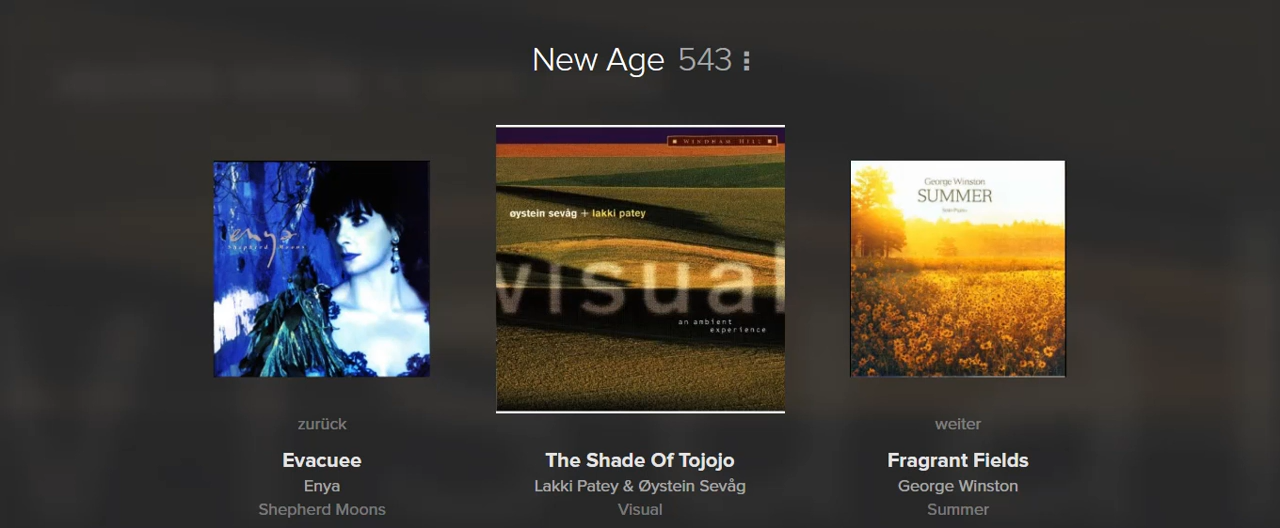 New Age 543
WINDHAM HILL
øystein sevåg + lakki patey
visual
an ambient
experience
enya
Shepherd Moons
George Winston
SUMMER
zurück
Evacuee
Enya
Shepherd Moons
The Shade Of Tojojo
Lakki Patey & Øystein Sevåg
Visual
weiter
Fragrant Fields
George Winston
Summer